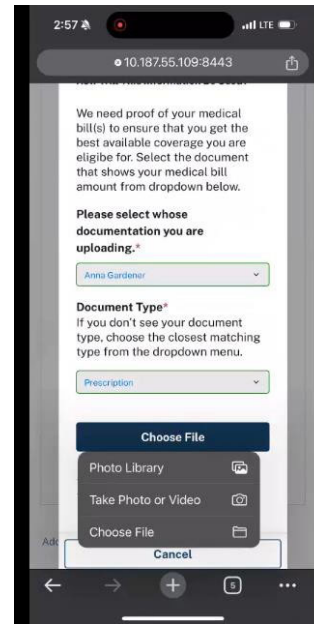 2:57
LTE
10.187.55.109:8443
We need proof of your medical
bill(s) to ensure that you get the
best available coverage you are
eligibe for. Select the document
that shows your medical bill
amount from dropdown below.
Please select whose
documentation you are
uploading.*
Anna Gardener
Document Type*
If you don't see your document
type, choose the closest matching
type from the dropdown menu.
Prescription
Choose File
Photo Library
Take Photo or Video
Choose File
Cancel
5